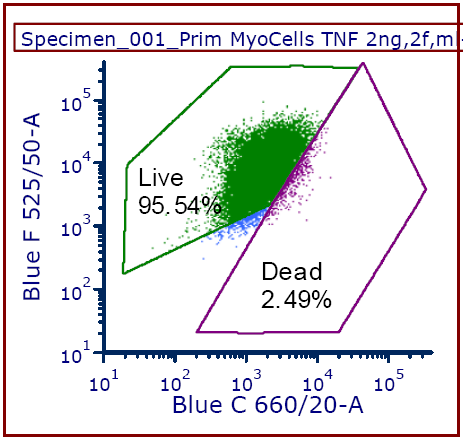 Specimen_001_Prim MyoCells TNF 2ng,2f,ml-
Blue F 525/50-A
10^5
10^4
10^3
10^2
10^1
Live
95.54%
Dead
2.49%
10^1 10^2 10^3 10^4 10^5
Blue C 660/20-A